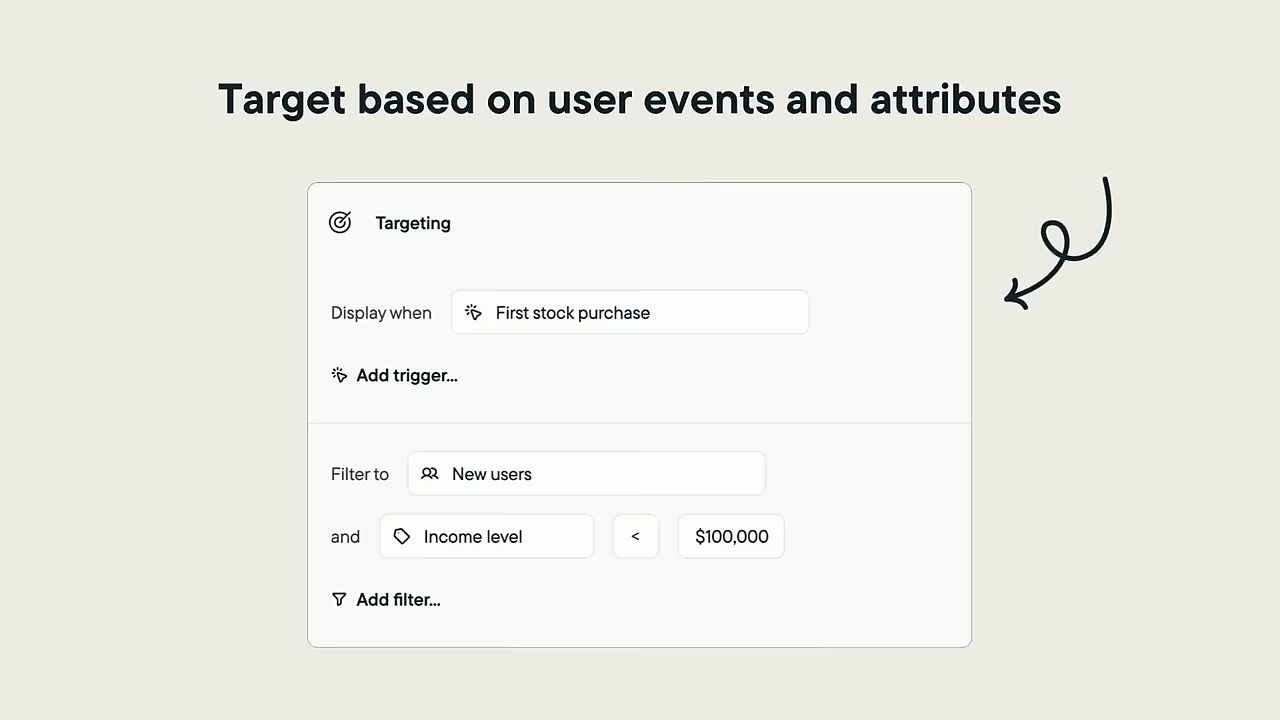 Target based on user events and attributes
Targeting
Display when First stock purchase
Add trigger...
Filter to New users
and Income level < $100,000
Add filter...